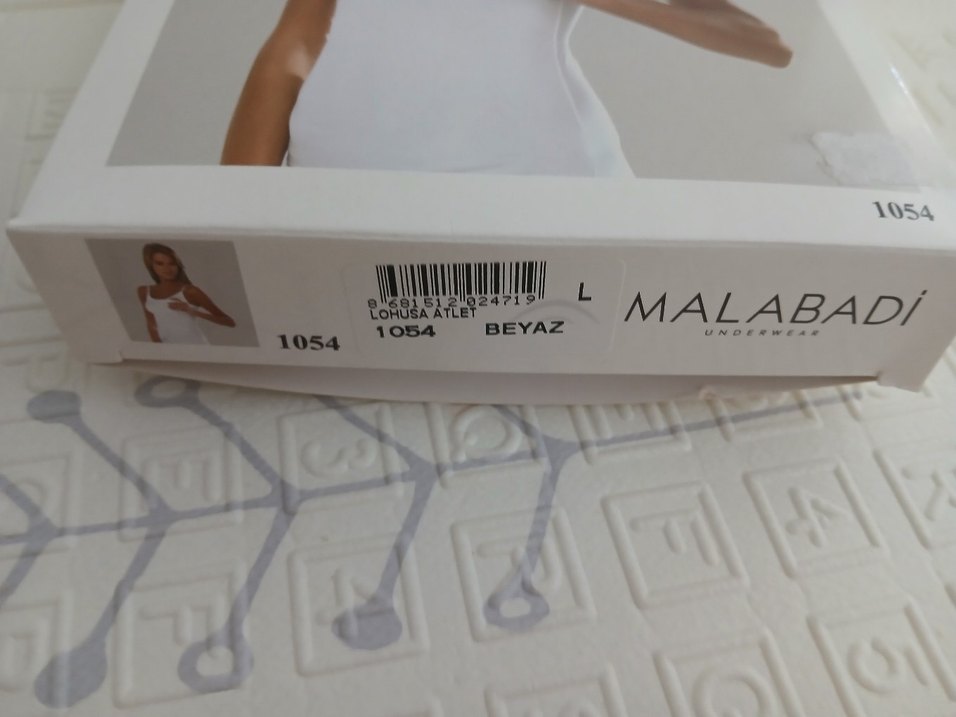 1054
8 681512 024719
L
LOHUSA ATLET
1054 BEYAZ
1054
MALABADİ
UNDERWEAR